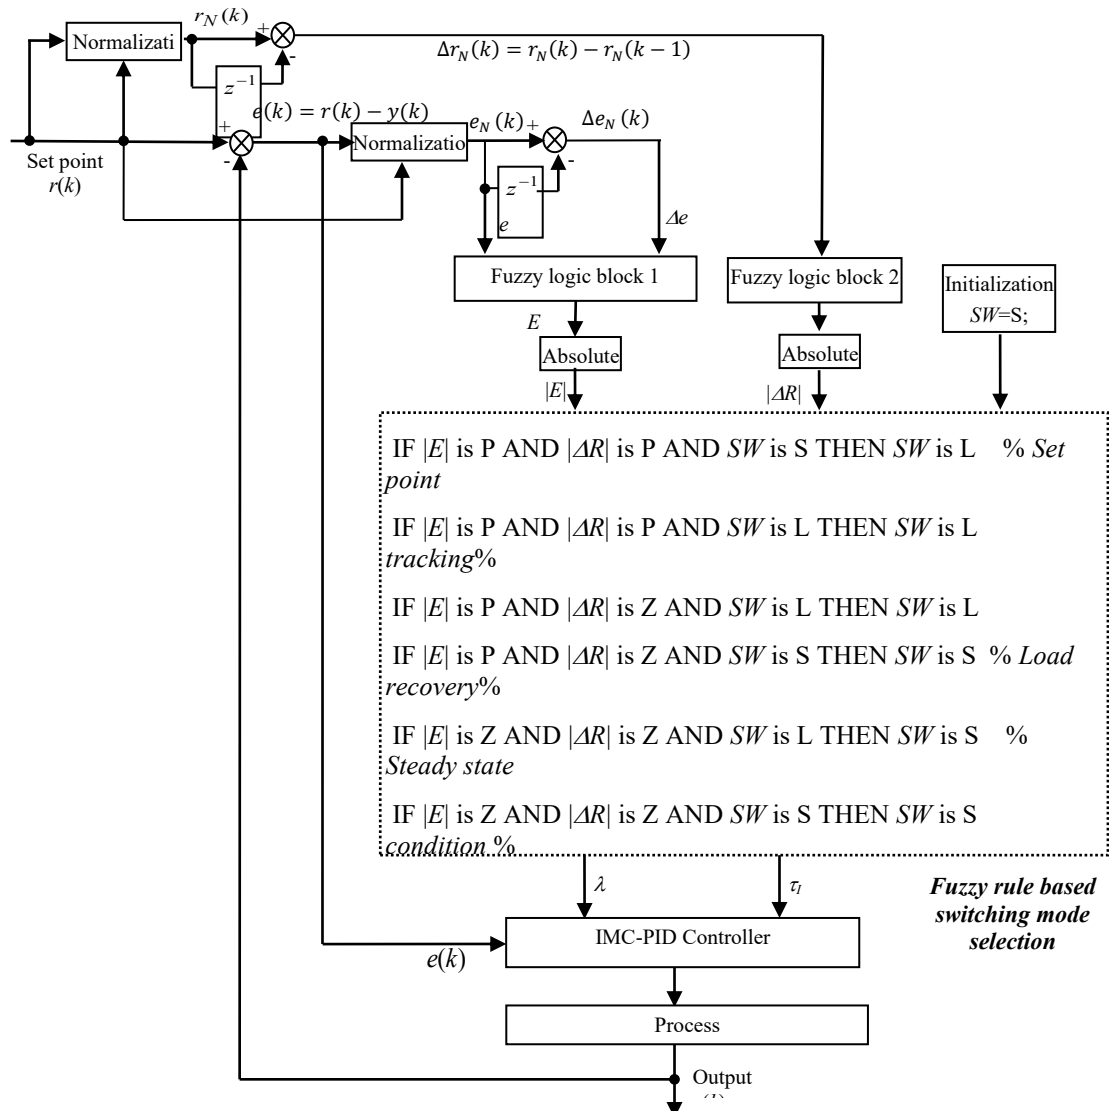 r_N(k)
+
Normalizati
-
Δr_N(k) = r_N(k) − r_N(k − 1)
z⁻¹
e(k) = r(k) − y(k)
+
-
e_N(k)
+
Δe_N(k)
-
Normalizatio
Set point
r(k)
z⁻¹
e
Δe
Fuzzy logic block 1
Fuzzy logic block 2
Initialization
SW=S;
E
Absolute
Absolute
|E|
|ΔR|
IF |E| is P AND |ΔR| is P AND SW is S THEN SW is L % Set
point
IF |E| is P AND |ΔR| is P AND SW is L THEN SW is L
tracking%
IF |E| is P AND |ΔR| is Z AND SW is L THEN SW is L
IF |E| is P AND |ΔR| is Z AND SW is S THEN SW is S % Load
recovery%
IF |E| is Z AND |ΔR| is Z AND SW is L THEN SW is S %
Steady state
IF |E| is Z AND |ΔR| is Z AND SW is S THEN SW is S
condition %
λ
τ_I
Fuzzy rule based
switching mode
selection
IMC-PID Controller
e(k)
Process
Output